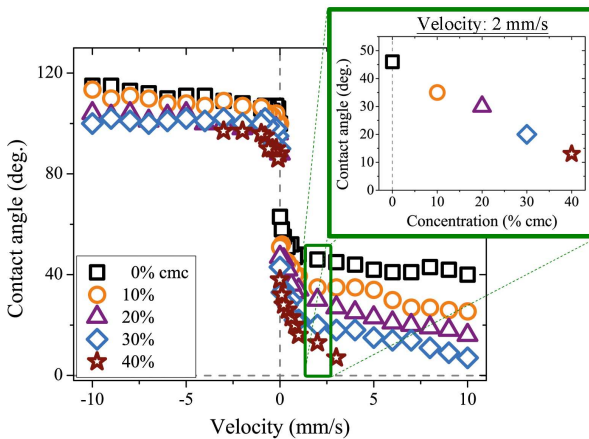 Velocity: 2 mm/s
50
40
30
20
10
0
Contact angle (deg.)
0 10 20 30 40
Concentration (% cmc)
120
80
40
0
Contact angle (deg.)
0% cmc
10%
20%
30%
40%
-10 -5 0 5 10
Velocity (mm/s)